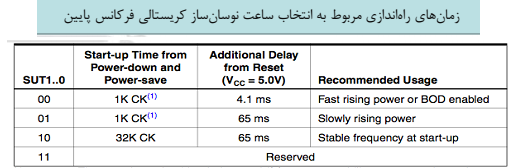 زمان‌های راه‌اندازی مربوط به انتخاب ساعت نوسان‌ساز کریستالی فرکانس پایین
SUT1..0 Start-up Time from Power-down and Power-save Additional Delay from Reset (VCC = 5.0V) Recommended Usage
00 1K CK(1) 4.1 ms Fast rising power or BOD enabled
01 1K CK(1) 65 ms Slowly rising power
10 32K CK 65 ms Stable frequency at start-up
11 Reserved